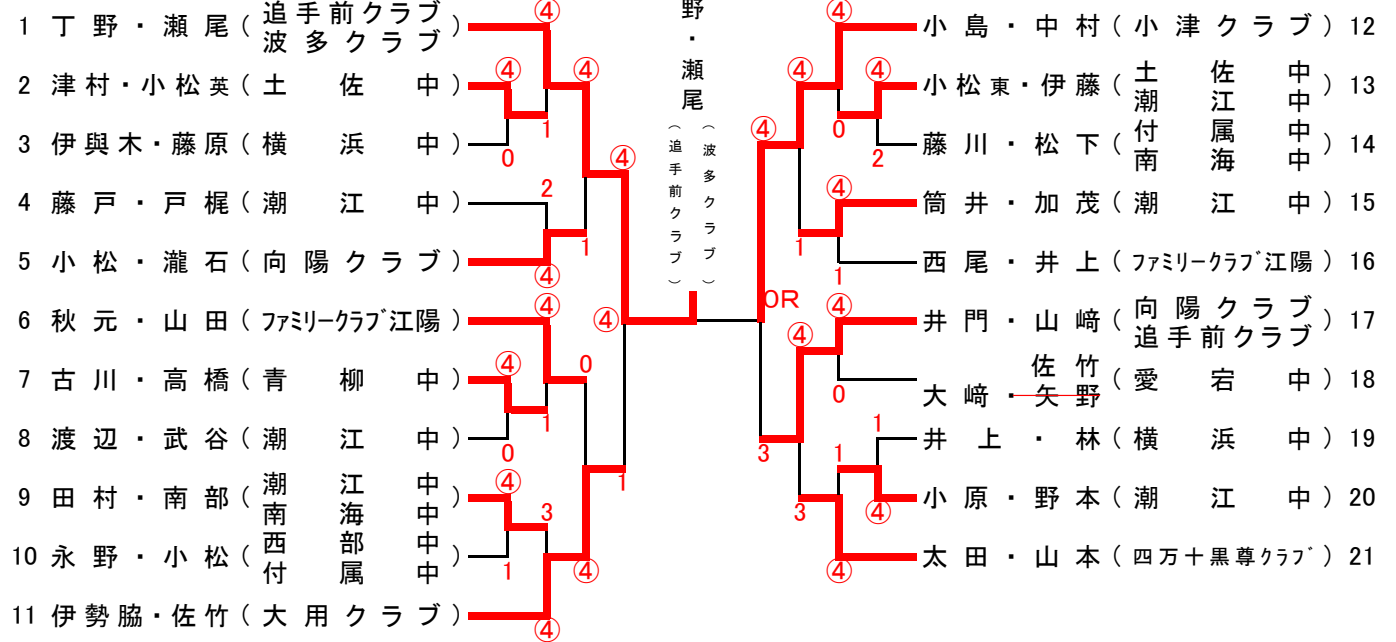 1 丁野・瀬尾(追手前クラブ
波多クラブ)
2 津村・小松英(土佐中)
3 伊與木・藤原(横浜中)
4 藤戸・戸梶(潮江中)
5 小松・瀧石(向陽クラブ)
6 秋元・山田(ファミリークラブ江陽)
7 古川・高橋(青柳中)
8 渡辺・武谷(潮江中)
9 田村・南部(潮江中
南海中)
10 永野・小松(西部中
付属中)
11 伊勢脇・佐竹(大用クラブ)
④
④
④
1
0
④
2
1
④
④
④
④
0
1
0
④
3
1
④
④
1
④
野・瀬尾
(波多クラブ)
(追手前クラブ)
④
④
④
0
2
④
④
1
1
OR
④
④
0
3
1
1
3
④
④
小島・中村(小津クラブ)12
小松東・伊藤(土佐中
潮江中)13
藤川・松下(付属中
南海中)14
筒井・加茂(潮江中)15
西尾・井上(ファミリークラブ江陽)16
井門・山﨑(向陽クラブ
追手前クラブ)17
佐竹
大﨑・矢野(愛宕中)18
井上・林(横浜中)19
小原・野本(潮江中)20
太田・山本(四万十黒尊クラブ)21